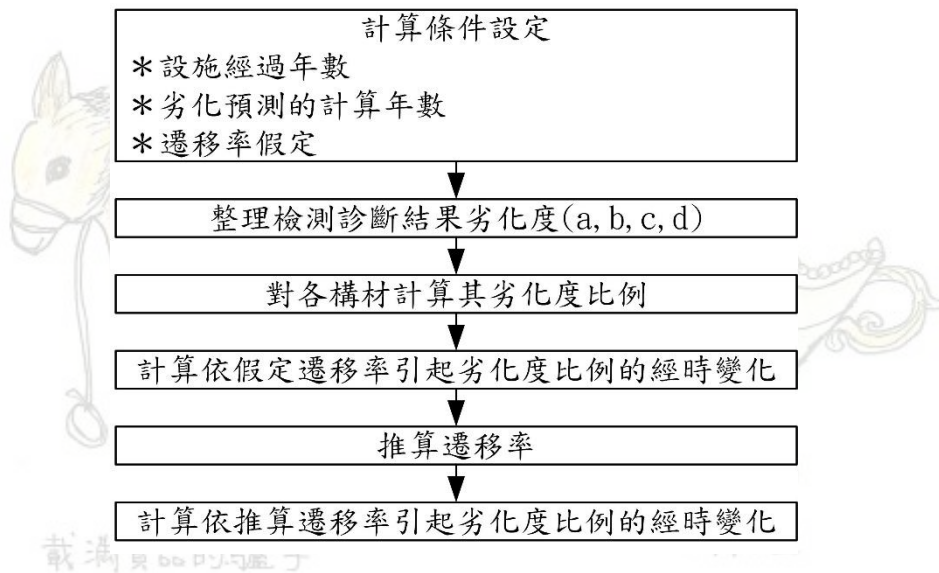 計算條件設定
＊設施經過年數
＊劣化預測的計算年數
＊遷移率假定
整理檢測診斷結果劣化度(a,b,c,d)
對各構材計算其劣化度比例
計算依假定遷移率引起劣化度比例的經時變化
推算遷移率
計算依推算遷移率引起劣化度比例的經時變化